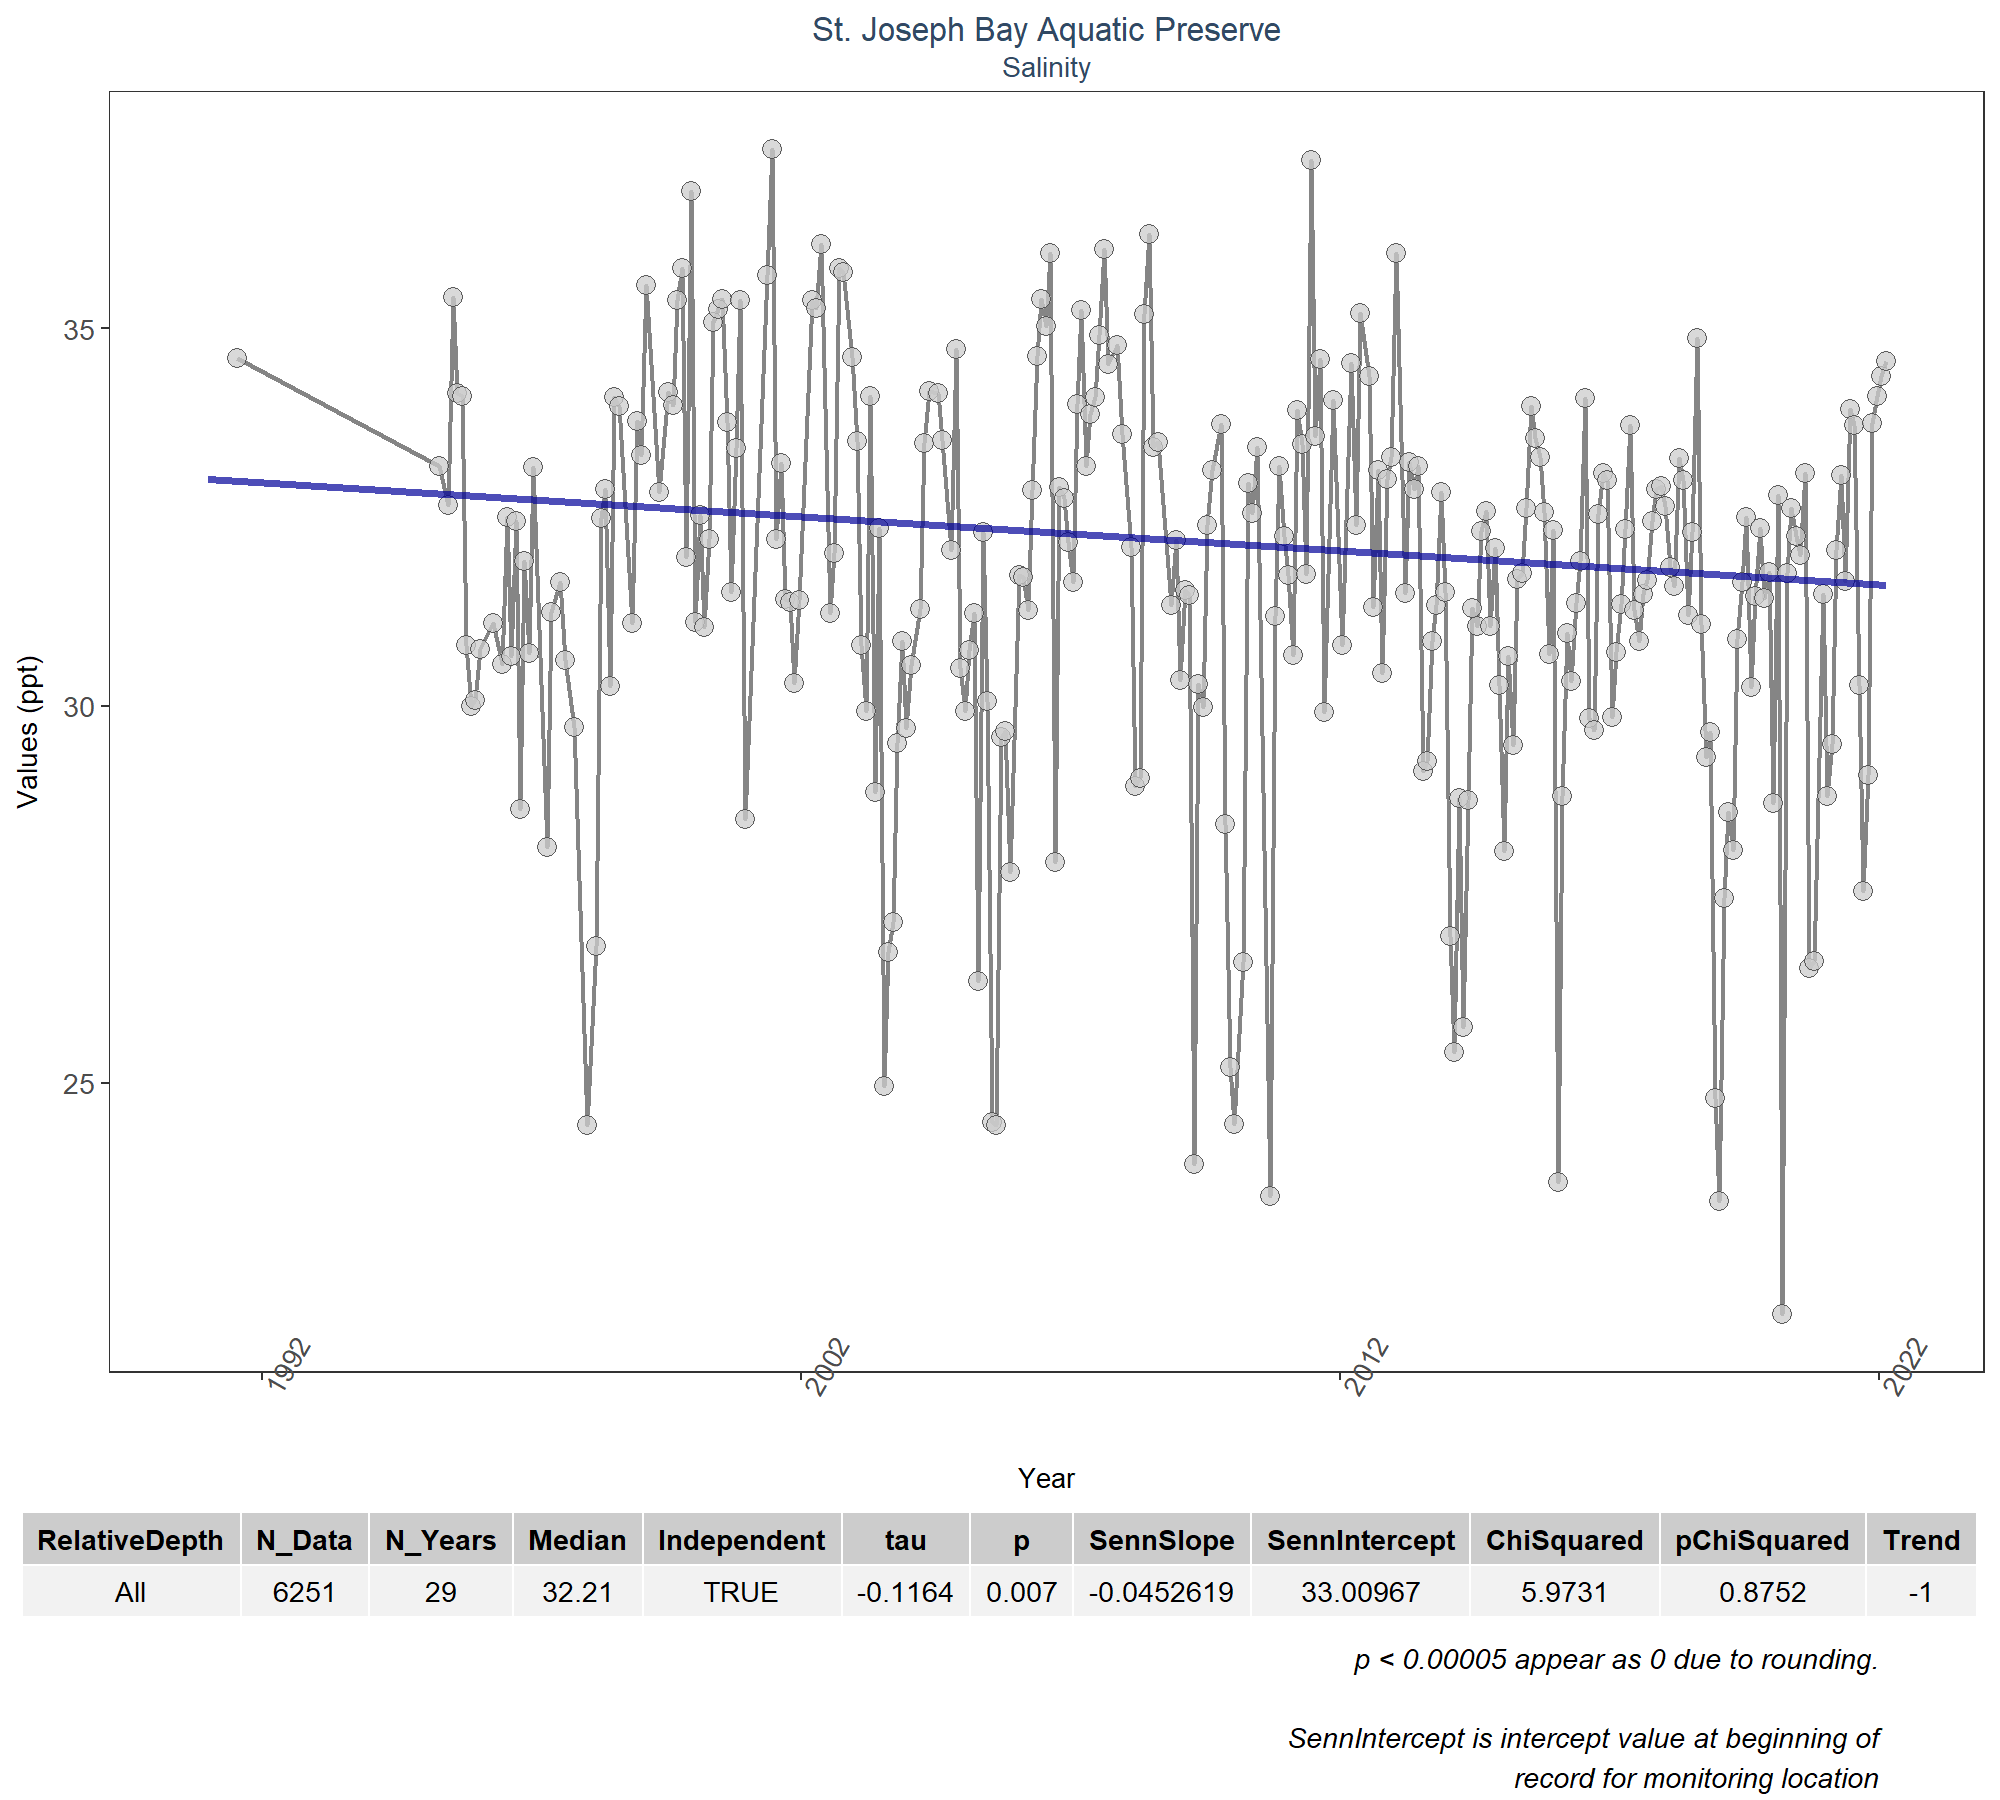 St. Joseph Bay Aquatic Preserve
Salinity
Values (ppt)
35
30
25
1992
2002
2012
2022
Year
RelativeDepth N_Data N_Years Median Independent tau p SennSlope SennIntercept ChiSquared pChiSquared Trend
All 6251 29 32.21 TRUE -0.1164 0.007 -0.0452619 33.00967 5.9731 0.8752 -1
p < 0.00005 appear as 0 due to rounding.
SennIntercept is intercept value at beginning of
record for monitoring location